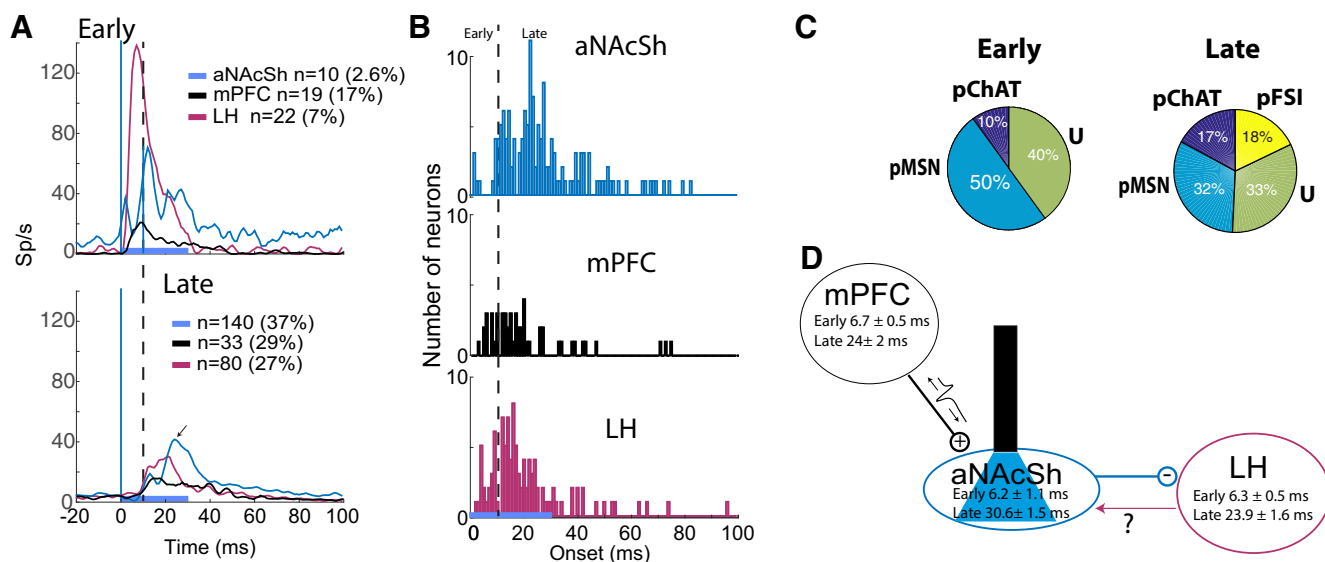 A
Early
120
80
40
0
Sp/s
aNAcSh n=10 (2.6%)
mPFC n=19 (17%)
LH n=22 (7%)
Late
n=140 (37%)
n=33 (29%)
n=80 (27%)
120
80
40
0
-20 0 20 40 60 80 100
Time (ms)
B
Early Late
aNAcSh
10
0
mPFC
10
0
LH
10
0
Number of neurons
0 20 40 60 80 100
Onset (ms)
C
Early
pChAT
10%
U
40%
pMSN
50%
Late
pChAT
17%
pFSI
18%
pMSN
32%
33%
U
D
mPFC
Early 6.7 ± 0.5 ms
Late 24± 2 ms
+
aNAcSh
Early 6.2 ± 1.1 ms
Late 30.6± 1.5 ms
-
LH
Early 6.3 ± 0.5 ms
Late 23.9 ± 1.6 ms
?